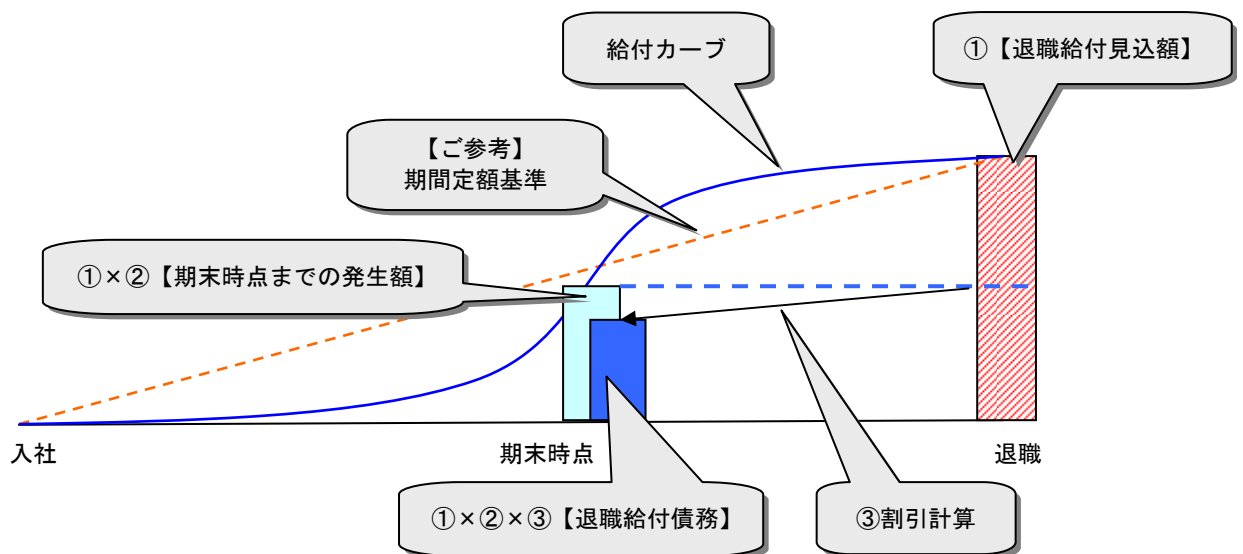 給付カーブ
①【退職給付見込額】
【ご参考】
期間定額基準
①×②【期末時点までの発生額】
入社
期末時点
退職
①×②×③【退職給付債務】
③割引計算